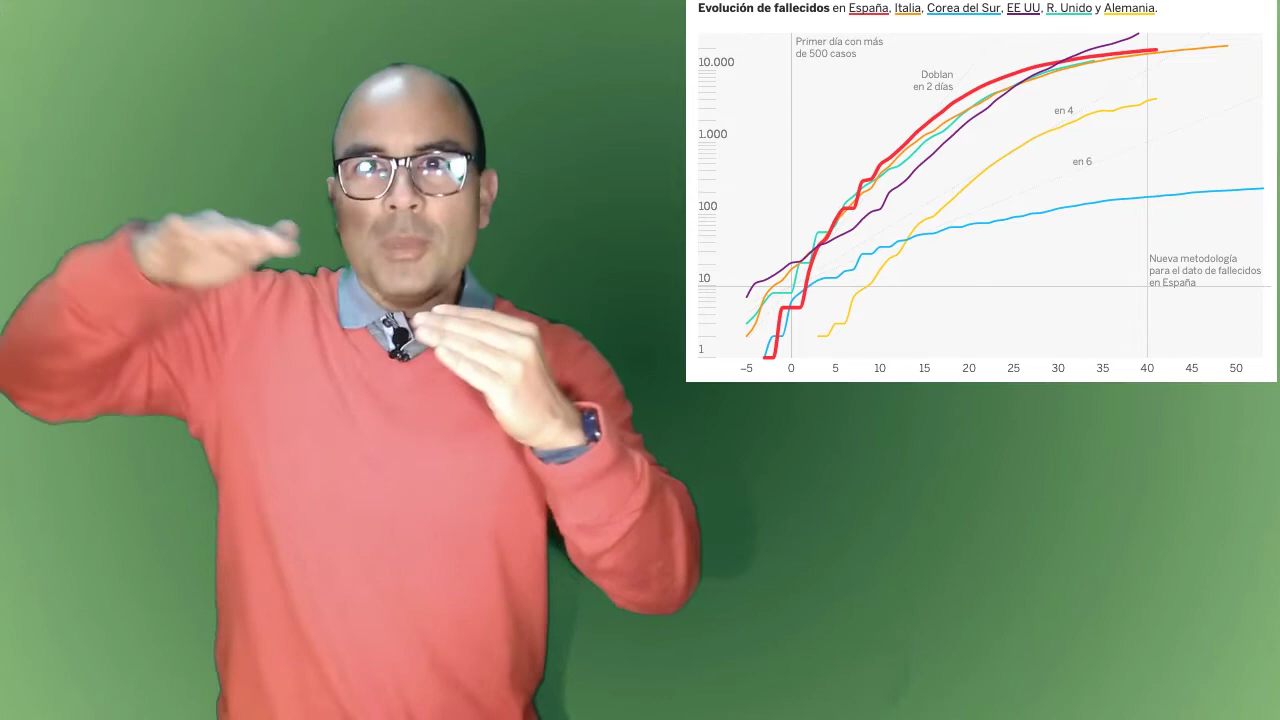 Evolución de fallecidos en España, Italia, Corea del Sur, EE UU, R. Unido y Alemania.
Primer día con más
de 500 casos
10.000
Doblan
en 2 días
en 4
1.000
en 6
100
Nueva metodología
para el dato de fallecidos
en España
10
1
–5 0 5 10 15 20 25 30 35 40 45 50